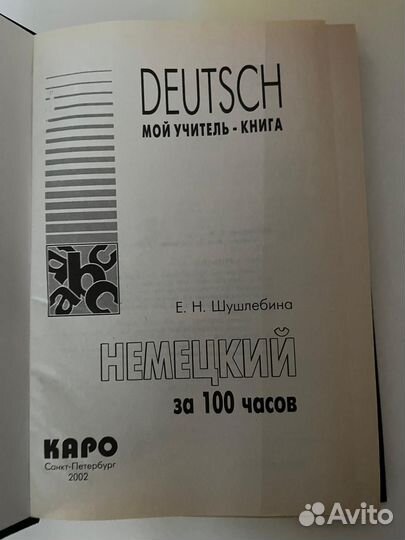 DEUTSCH
МОЙ УЧИТЕЛЬ - КНИГА
abc
Е. Н. Шушлебина
НЕМЕЦКИЙ
за 100 часов
КАРО
Санкт-Петербург
2002
Avito